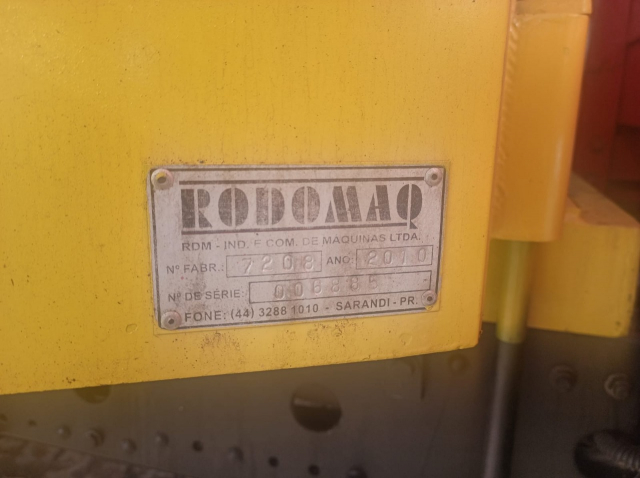 RODOMAQ
RDM - IND. E COM. DE MAQUINAS LTDA.
Nº FABR.: 7208 ANO: 2010
Nº DE SÉRIE:
FONE: (44) 3288 1010 - SARANDI - PR.